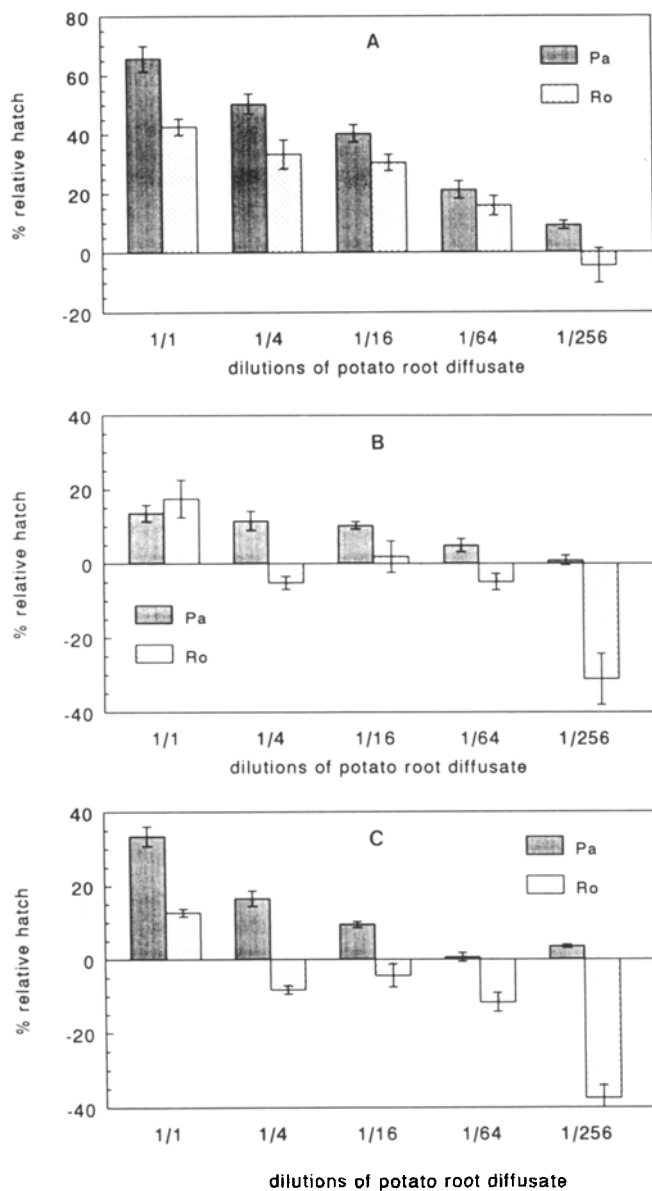 A
80
60
40
20
0
-20
% relative hatch
Pa
Ro
1/1 1/4 1/16 1/64 1/256
dilutions of potato root diffusate
B
40
20
0
-20
-40
% relative hatch
Pa
Ro
1/1 1/4 1/16 1/64 1/256
dilutions of potato root diffusate
C
40
20
0
-20
-40
% relative hatch
Pa
Ro
1/1 1/4 1/16 1/64 1/256
dilutions of potato root diffusate